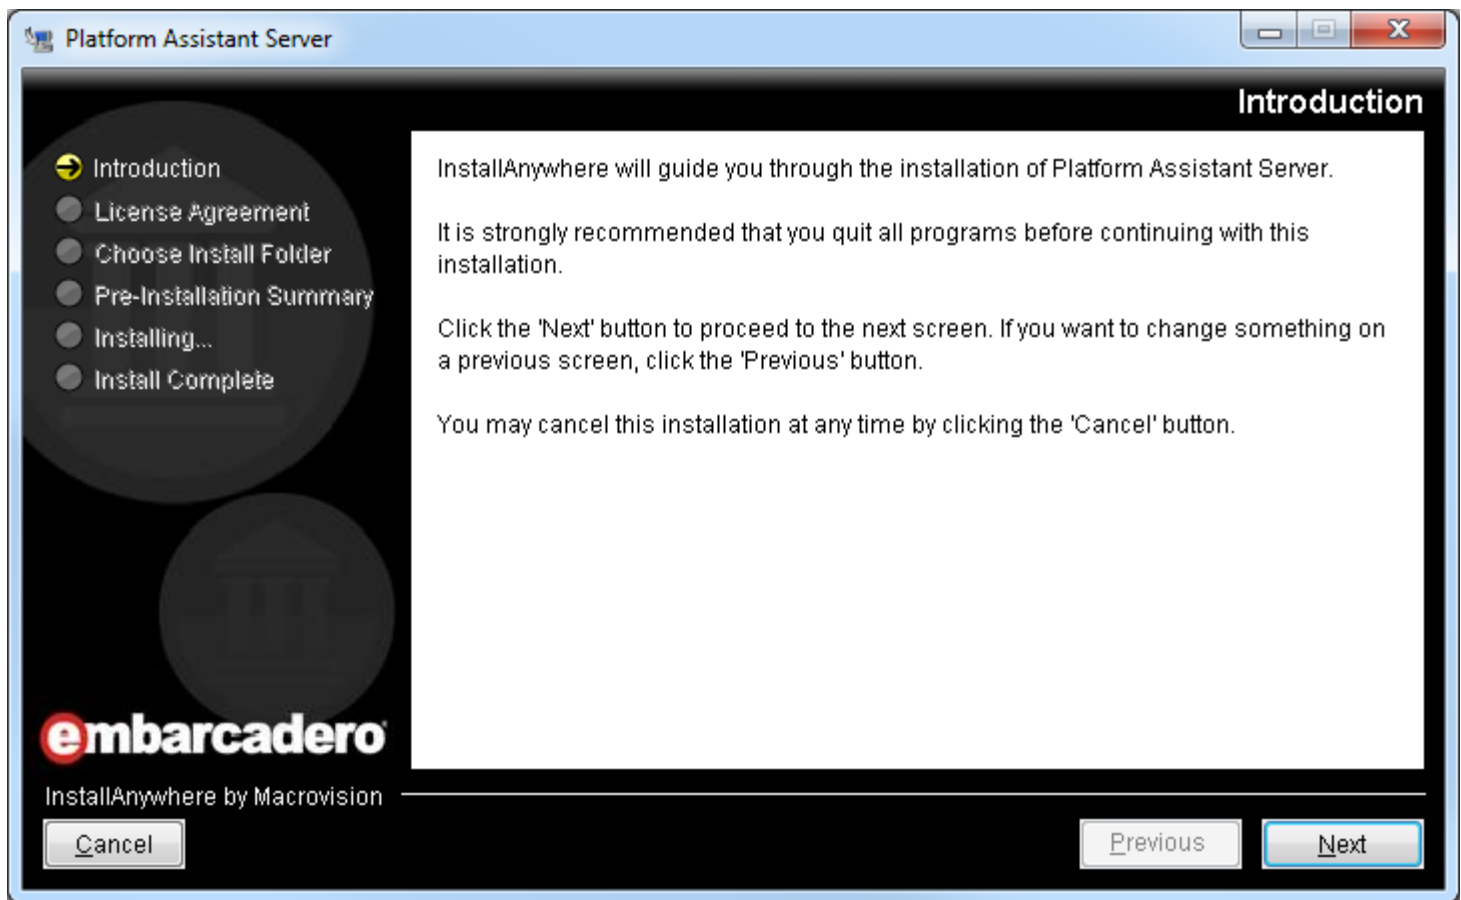 Platform Assistant Server
Introduction
Introduction
License Agreement
Choose Install Folder
Pre-Installation Summary
Installing...
Install Complete
InstallAnywhere will guide you through the installation of Platform Assistant Server.
It is strongly recommended that you quit all programs before continuing with this
installation.
Click the 'Next' button to proceed to the next screen. If you want to change something on
a previous screen, click the 'Previous' button.
You may cancel this installation at any time by clicking the 'Cancel' button.
embarcadero
InstallAnywhere by Macrovision
Cancel
Previous
Next